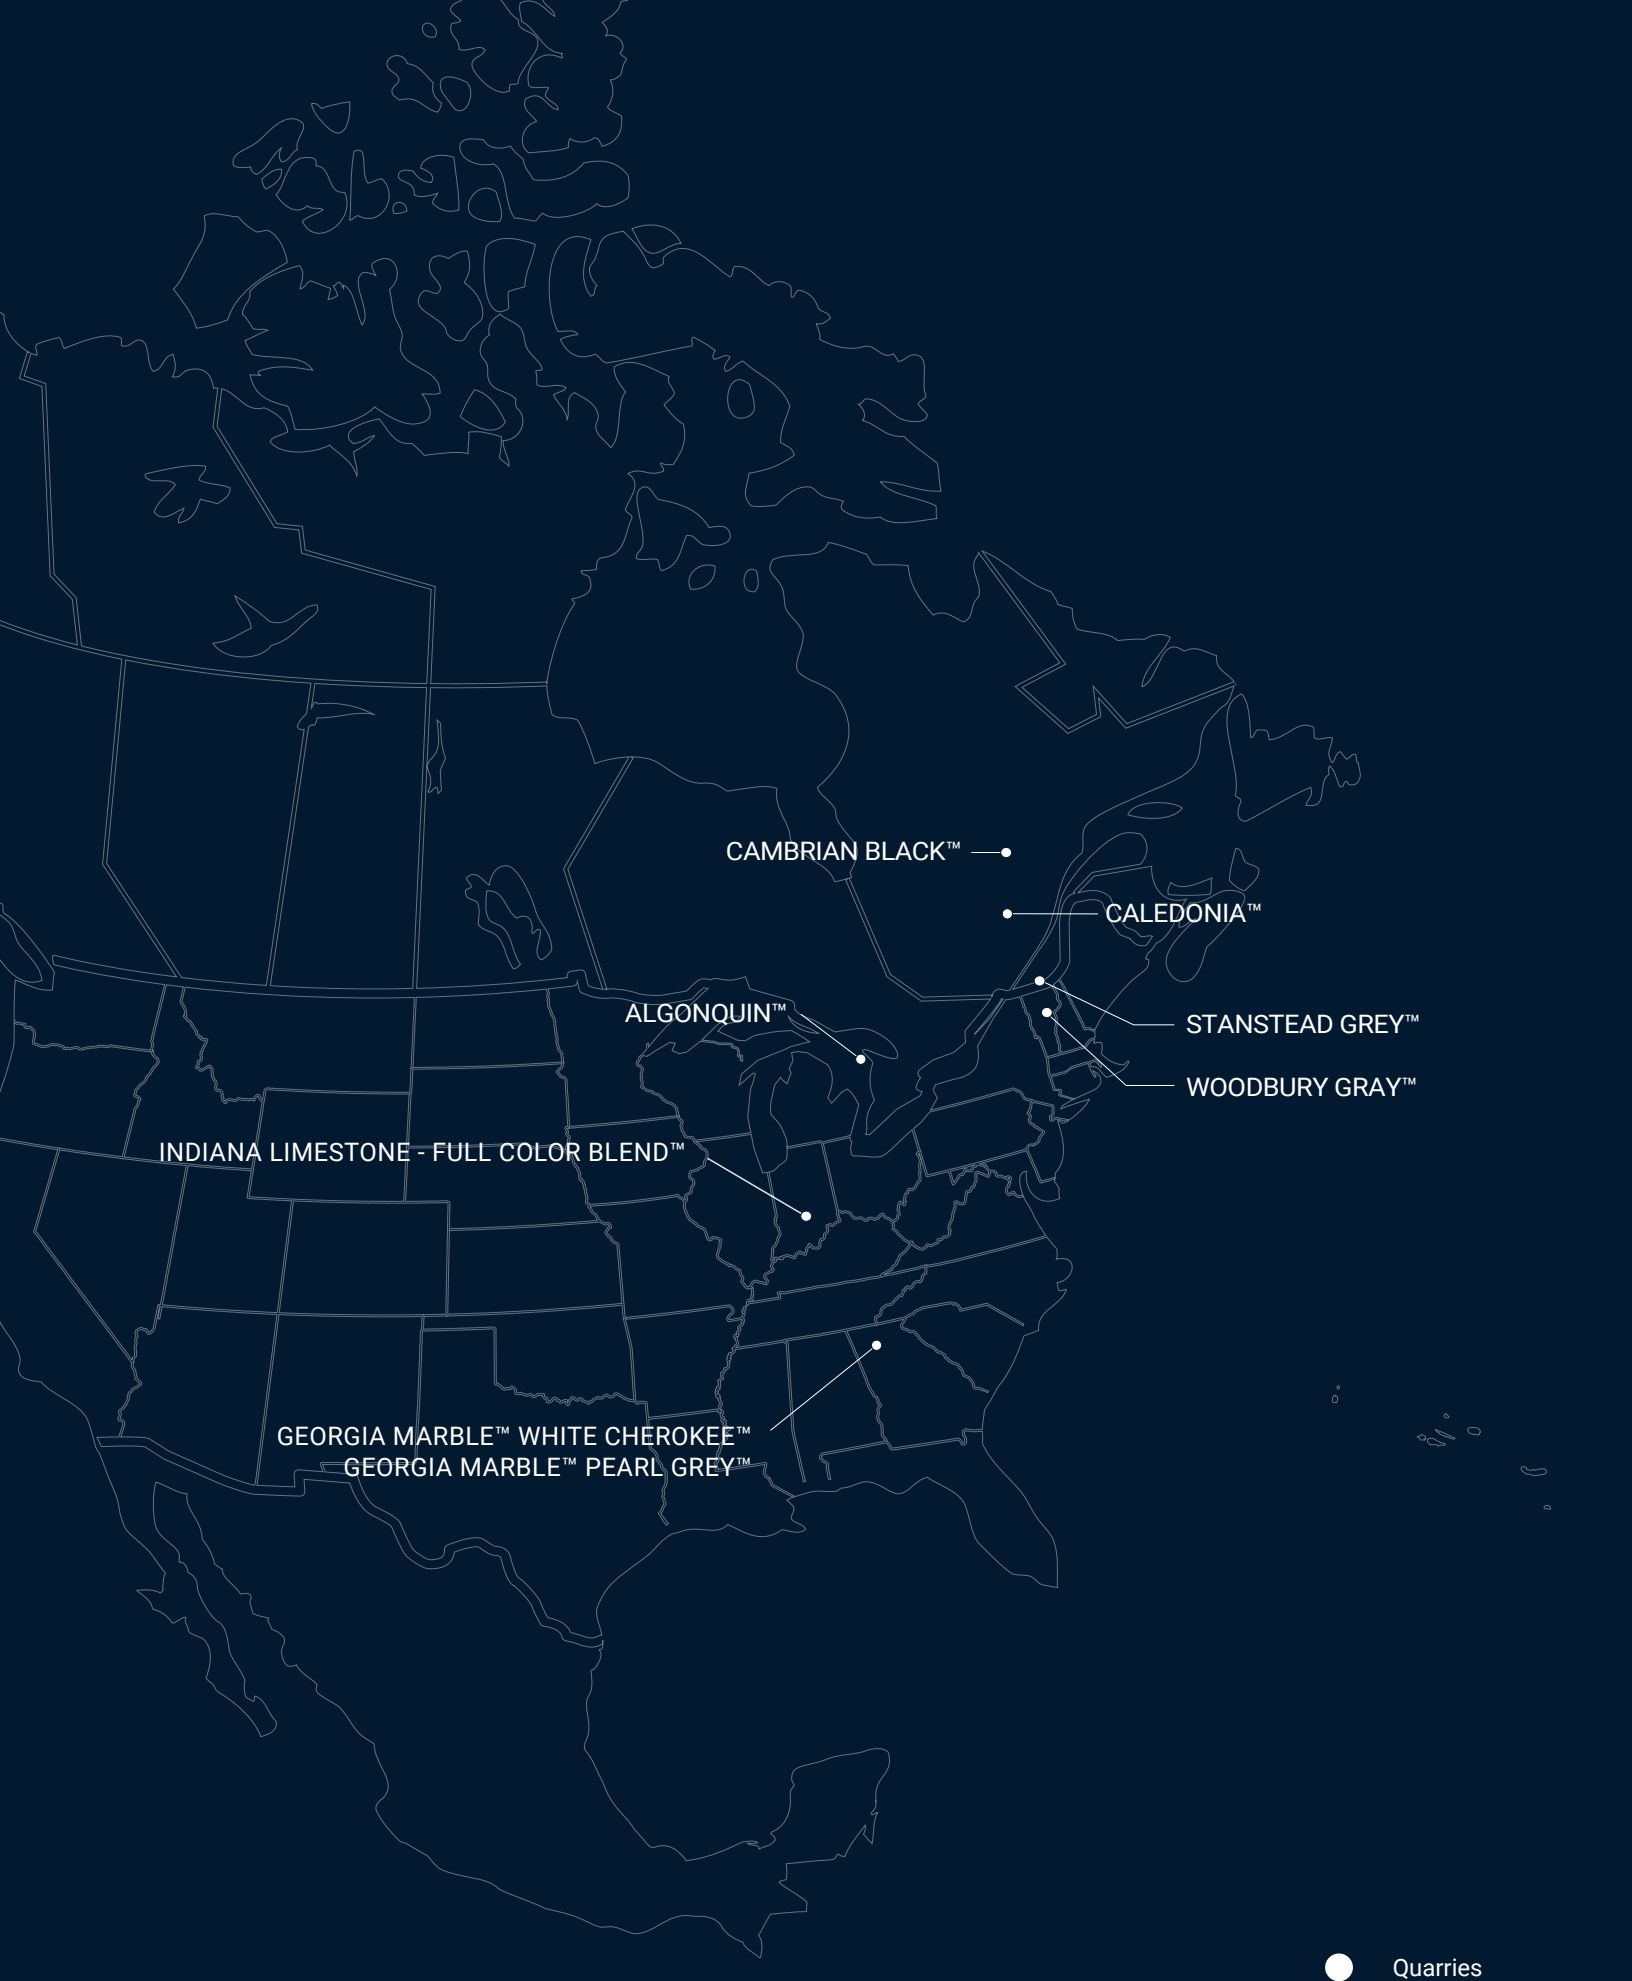 CAMBRIAN BLACK™
CALEDONIA™
ALGONQUIN™
STANSTEAD GREY™
WOODBURY GRAY™
INDIANA LIMESTONE - FULL COLOR BLEND™
GEORGIA MARBLE™ WHITE CHEROKEE™
GEORGIA MARBLE™ PEARL GREY™
Quarries